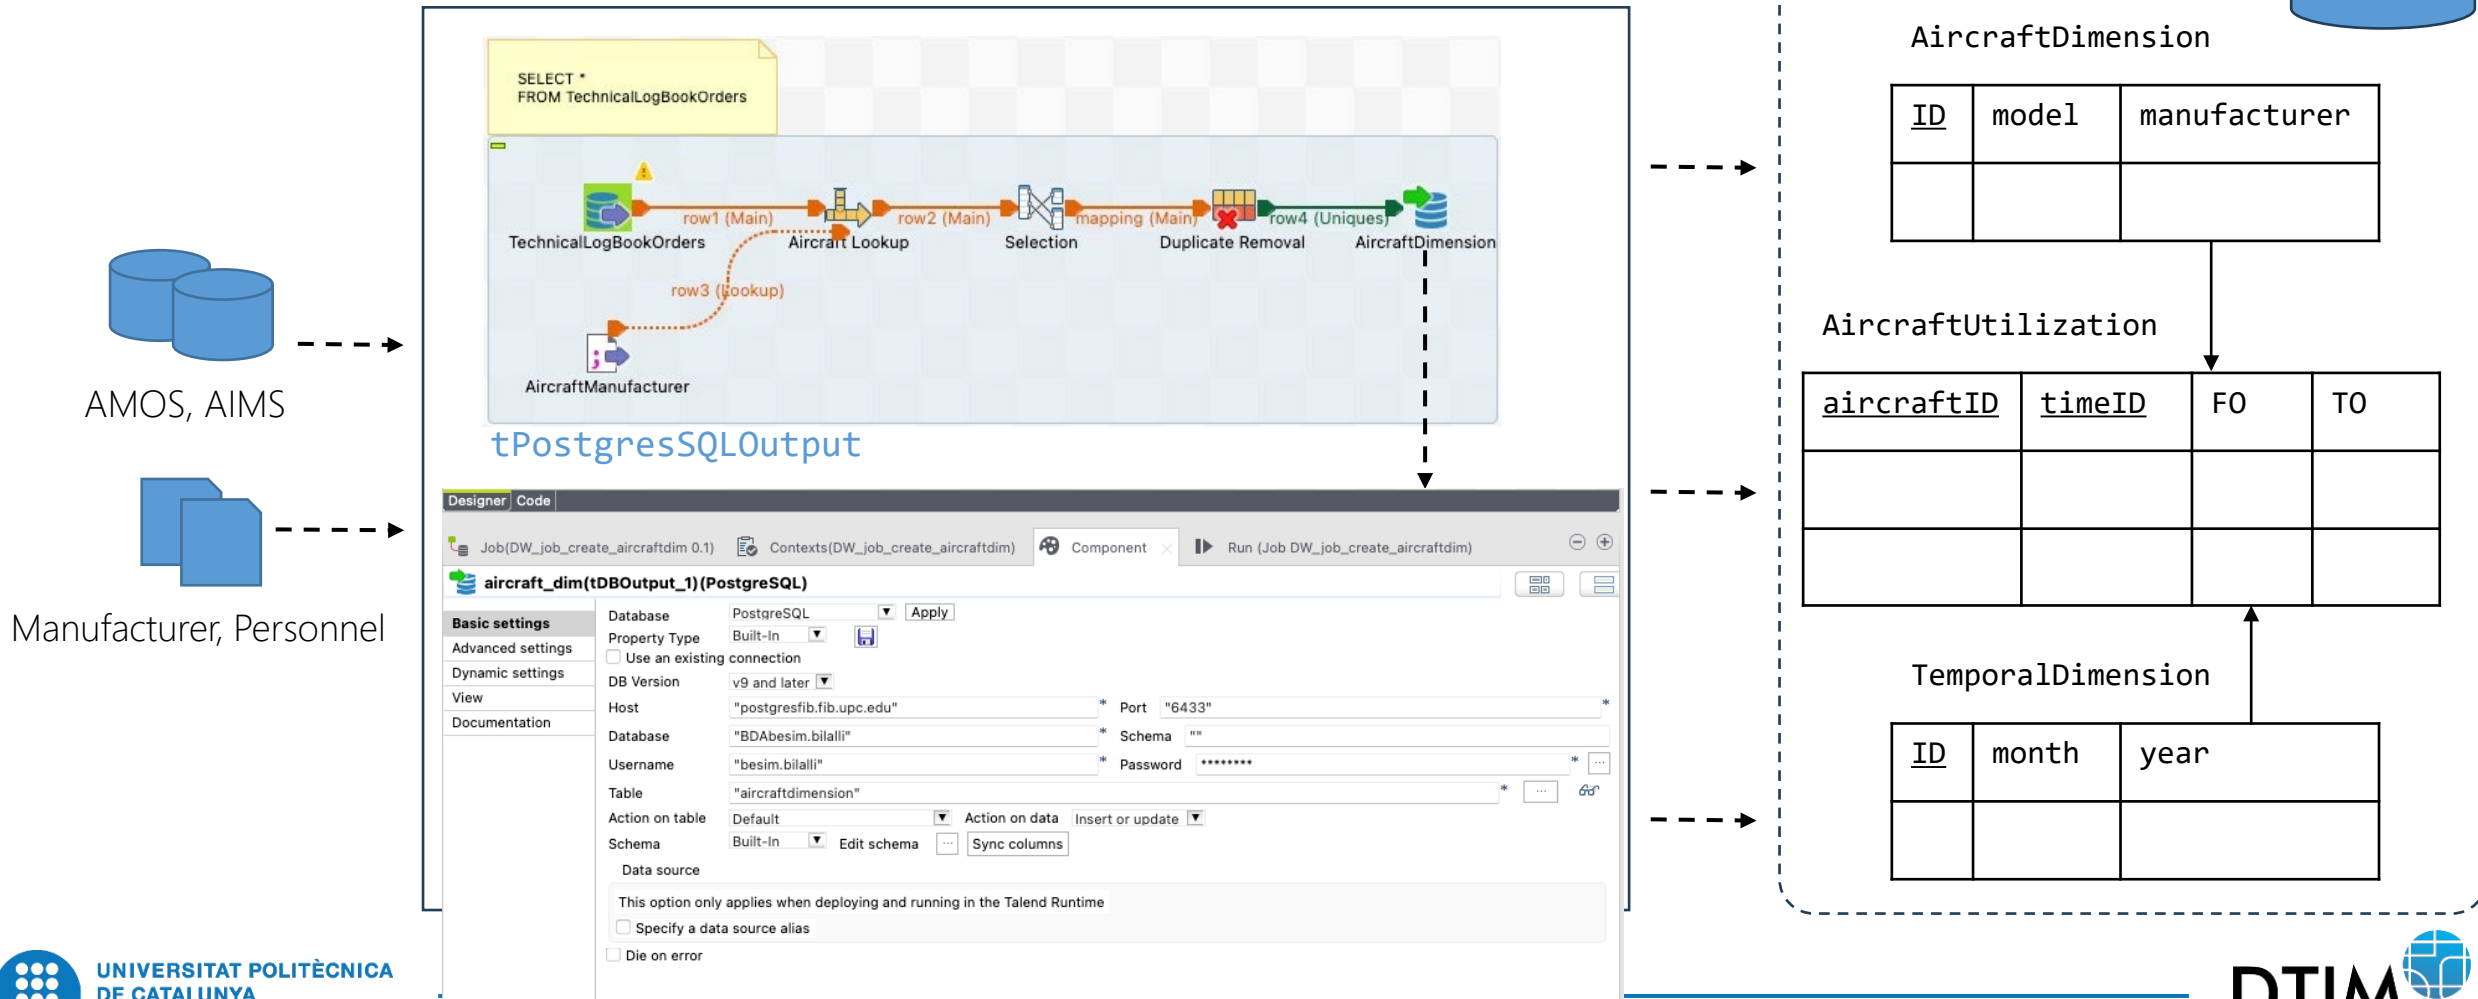 SELECT *
FROM TechnicalLogBookOrders
row1 (Main)
row2 (Main)
mapping (Main)
row4 (Uniques)
TechnicalLogBookOrders
Aircraft Lookup
Selection
Duplicate Removal
AircraftDimension
row3 (Lookup)
AircraftManufacturer
tPostgresSQLOutput
AMOS, AIMS
Manufacturer, Personnel
Designer Code
Job(DW_job_create_aircraftdim 0.1)
Contexts(DW_job_create_aircraftdim)
Component
Run (Job DW_job_create_aircraftdim)
aircraft_dim(tDBOutput_1)(PostgreSQL)
Basic settings
Advanced settings
Dynamic settings
View
Documentation
Database PostgreSQL Apply
Property Type Built-In
Use an existing connection
DB Version v9 and later
Host "postgresfib.fib.upc.edu" * Port "6433" *
Database "BDAbesim.bilalli" * Schema ""
Username "besim.bilalli" * Password ******** * ...
Table "aircraftdimension" * ...
Action on table Default Action on data Insert or update
Schema Built-In Edit schema ... Sync columns
Data source
This option only applies when deploying and running in the Talend Runtime
Specify a data source alias
Die on error
AircraftDimension
ID model manufacturer
AircraftUtilization
aircraftID timeID FO TO
TemporalDimension
ID month year
UNIVERSITAT POLITÈCNICA
DE CATALUNYA
DTIM